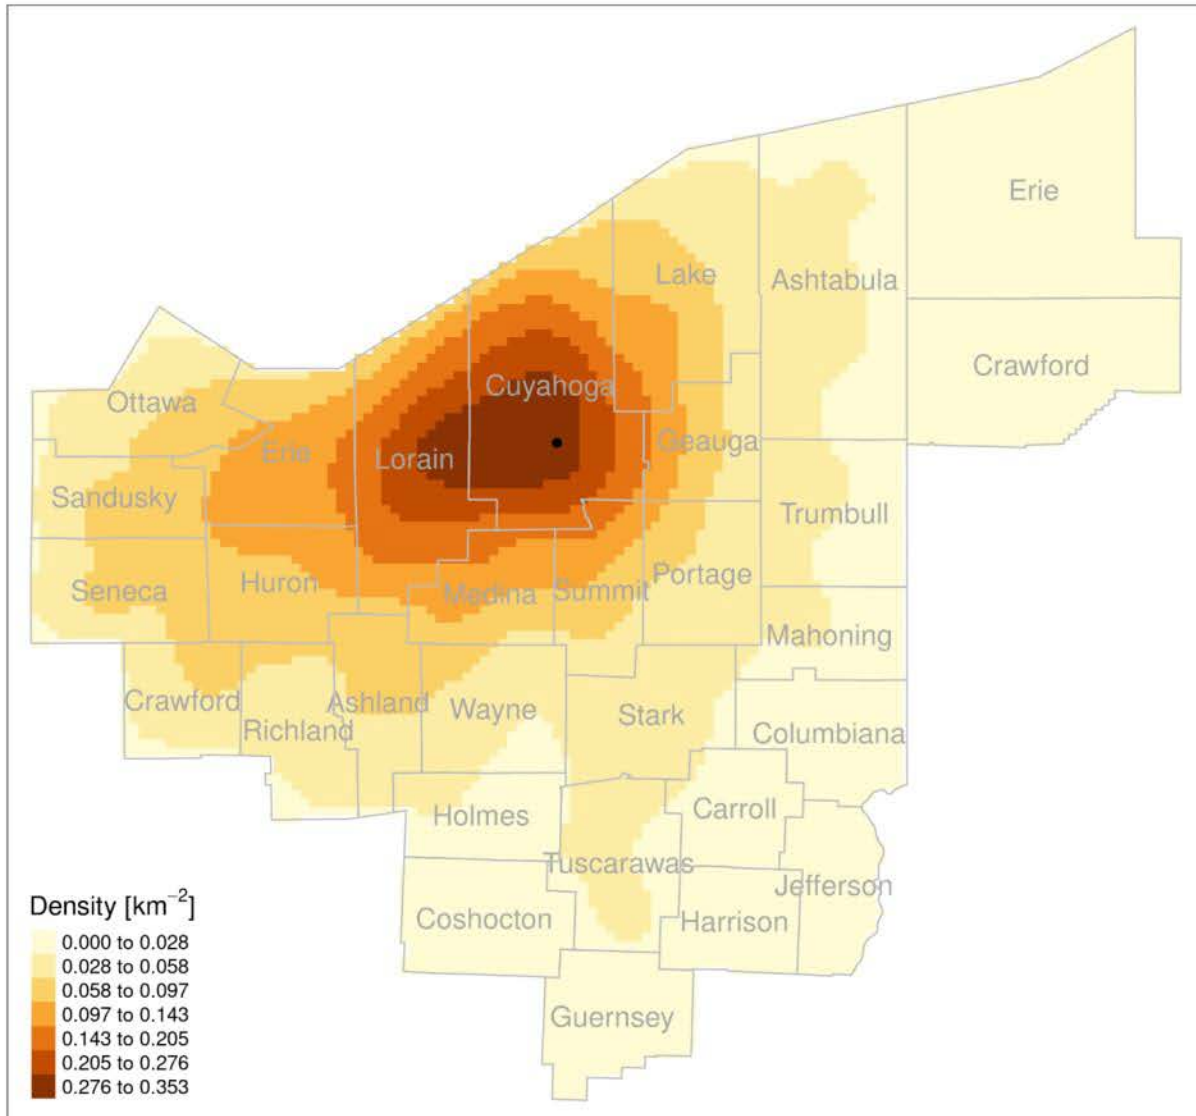 Erie
Lake
Ashtabula
Crawford
Cuyahoga
Ottawa
Geauga
Erie
Lorain
Sandusky
Trumbull
Portage
Huron
Seneca
Medina
Summit
Mahoning
Crawford
Ashland
Wayne
Stark
Richland
Columbiana
Carroll
Holmes
Tuscarawas
Jefferson
Coshocton
Harrison
Guernsey
Density [km⁻²]
0.000 to 0.028
0.028 to 0.058
0.058 to 0.097
0.097 to 0.143
0.143 to 0.205
0.205 to 0.276
0.276 to 0.353